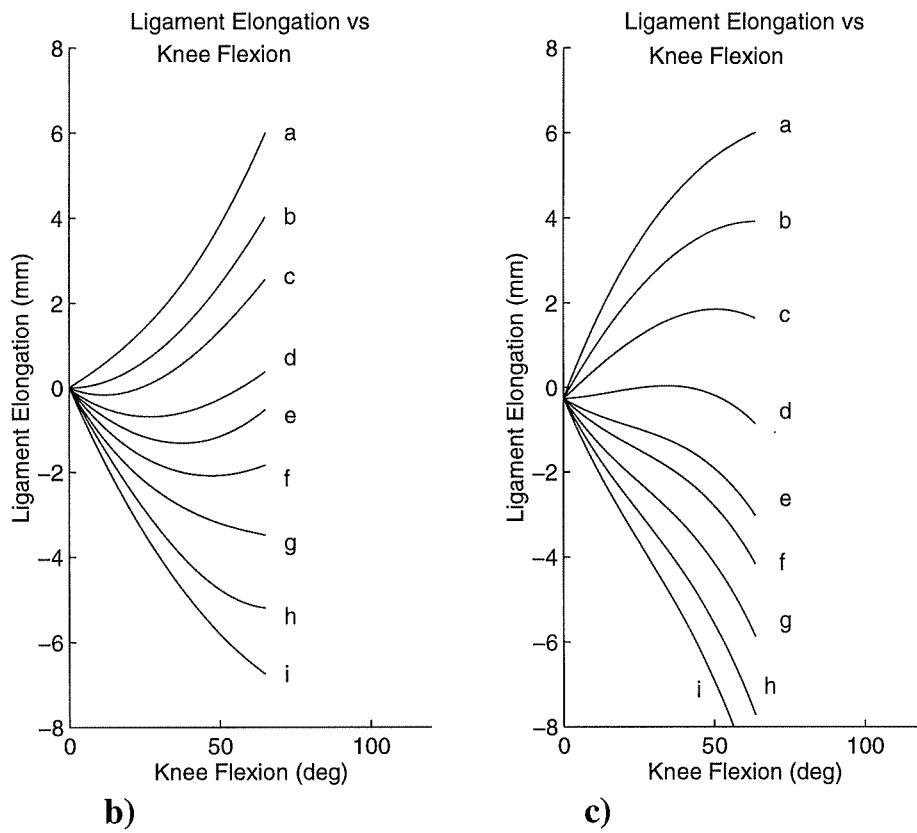 Ligament Elongation vs
Knee Flexion
8
6
4
2
0
−2
−4
−6
−8
Ligament Elongation (mm)
a
b
c
d
e
f
g
h
i
0
50
100
Knee Flexion (deg)
b)
Ligament Elongation vs
Knee Flexion
8
6
4
2
0
−2
−4
−6
−8
Ligament Elongation (mm)
a
b
c
d
e
f
g
h
i
0
50
100
Knee Flexion (deg)
c)